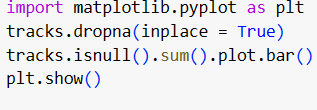 import matplotlib.pyplot as plt
tracks.dropna(inplace = True)
tracks.isnull().sum().plot.bar()
plt.show()